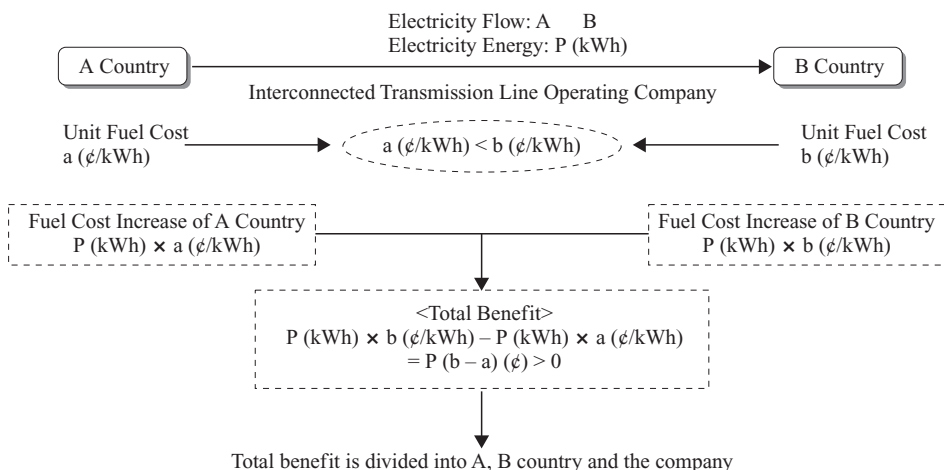 Electricity Flow: A B
Electricity Energy: P (kWh)
A Country
B Country
Interconnected Transmission Line Operating Company
Unit Fuel Cost
a (¢/kWh)
a (¢/kWh) < b (¢/kWh)
Unit Fuel Cost
b (¢/kWh)
Fuel Cost Increase of A Country
P (kWh) × a (¢/kWh)
Fuel Cost Increase of B Country
P (kWh) × b (¢/kWh)
<Total Benefit>
P (kWh) × b (¢/kWh) – P (kWh) × a (¢/kWh)
= P (b – a) (¢) > 0
Total benefit is divided into A, B country and the company